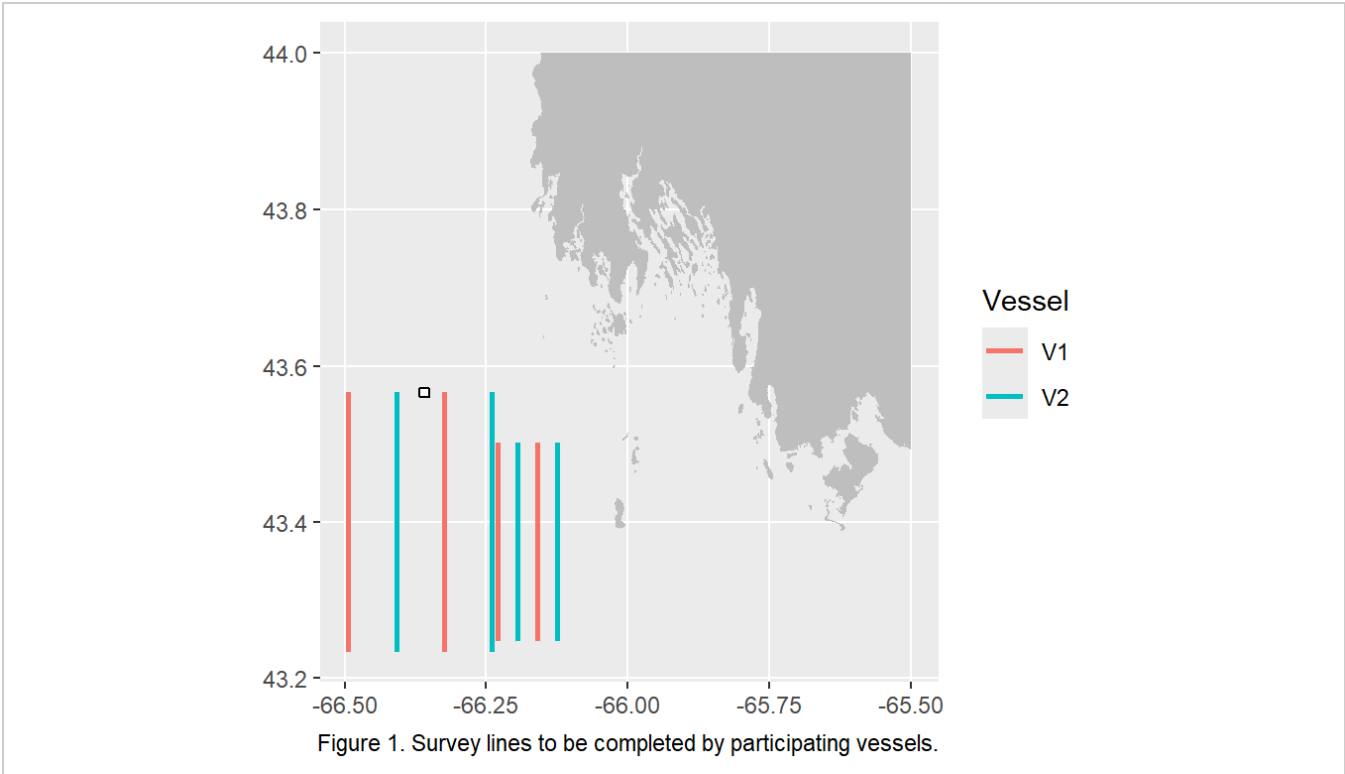 44.0
43.8
43.6
43.4
43.2
-66.50 -66.25 -66.00 -65.75 -65.50
Vessel
V1
V2
Figure 1. Survey lines to be completed by participating vessels.